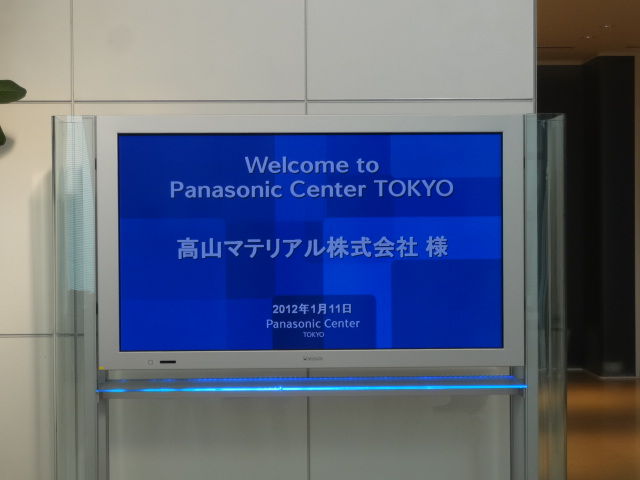 Welcome to
Panasonic Center TOKYO
高山マテリアル株式会社 様
2012年1月11日
Panasonic Center
TOKYO